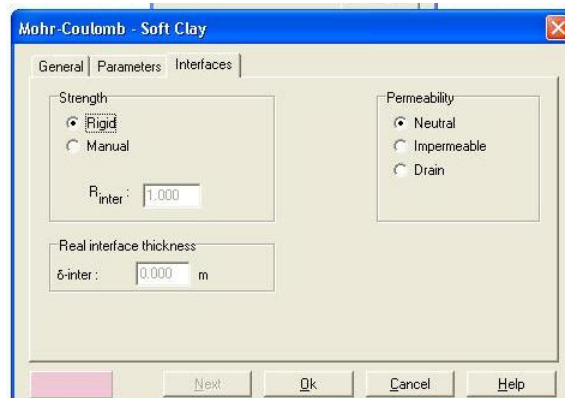 Mohr-Coulomb - Soft Clay
General Parameters Interfaces
Strength
Rigid
Manual
Rinter : 1.000
Permeability
Neutral
Impermeable
Drain
Real interface thickness
δ-inter : 0.000 m
Next Ok Cancel Help